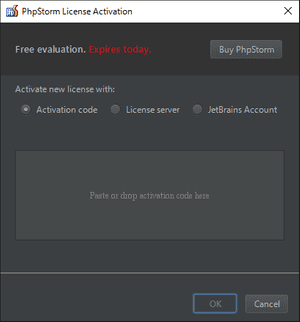 PhpStorm License Activation
Free evaluation. Expires today.
Buy PhpStorm
Activate new license with:
Activation code
License server
JetBrains Account
Paste or drop activation code here
OK
Cancel